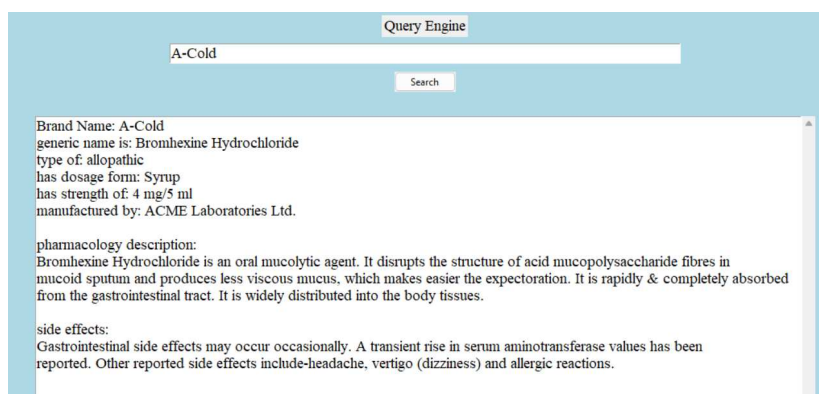 Query Engine
A-Cold
Search
Brand Name: A-Cold
generic name is: Bromhexine Hydrochloride
type of: allopathic
has dosage form: Syrup
has strength of: 4 mg/5 ml
manufactured by: ACME Laboratories Ltd.
pharmacology description:
Bromhexine Hydrochloride is an oral mucolytic agent. It disrupts the structure of acid mucopolysaccharide fibres in
mucoid sputum and produces less viscous mucus, which makes easier the expectoration. It is rapidly & completely absorbed
from the gastrointestinal tract. It is widely distributed into the body tissues.
side effects:
Gastrointestinal side effects may occur occasionally. A transient rise in serum aminotransferase values has been
reported. Other reported side effects include-headache, vertigo (dizziness) and allergic reactions.